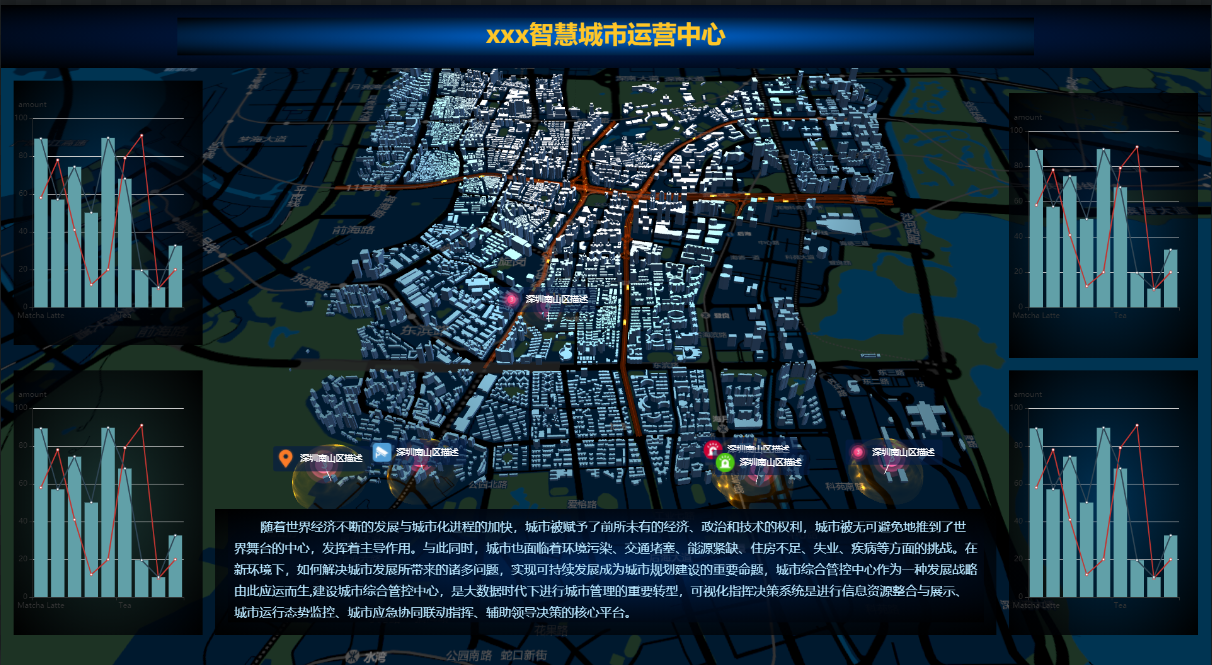 xxx智慧城市运营中心
amount
100
80
60
40
20
0
Matcha Latte
Tea
amount
100
80
60
40
20
0
Matcha Latte
Tea
11号线
前海路
深圳南山区描述
amount
100
80
60
40
20
0
Matcha Latte
Tea
amount
100
80
60
40
20
0
Matcha Latte
Tea
深圳南山区描述
深圳南山区描述
深圳南山区描述
深圳南山区描述
深圳南山区描述
公园北路
科苑南路
爱榕路
随着世界经济不断的发展与城市化进程的加快，城市被赋予了前所未有的经济、政治和技术的权利，城市被无可避免地推到了世
界舞台的中心，发挥着主导作用。与此同时，城市也面临着环境污染、交通堵塞、能源紧缺、住房不足、失业、疾病等方面的挑战。在
新环境下，如何解决城市发展所带来的诸多问题，实现可持续发展成为城市规划建设的重要命题，城市综合管控中心作为一种发展战略
由此应运而生,建设城市综合管控中心，是大数据时代下进行城市管理的重要转型，可视化指挥决策系统是进行信息资源整合与展示、
城市运行态势监控、城市应急协同联动指挥、辅助领导决策的核心平台。
水湾
公园南路
蛇口新街